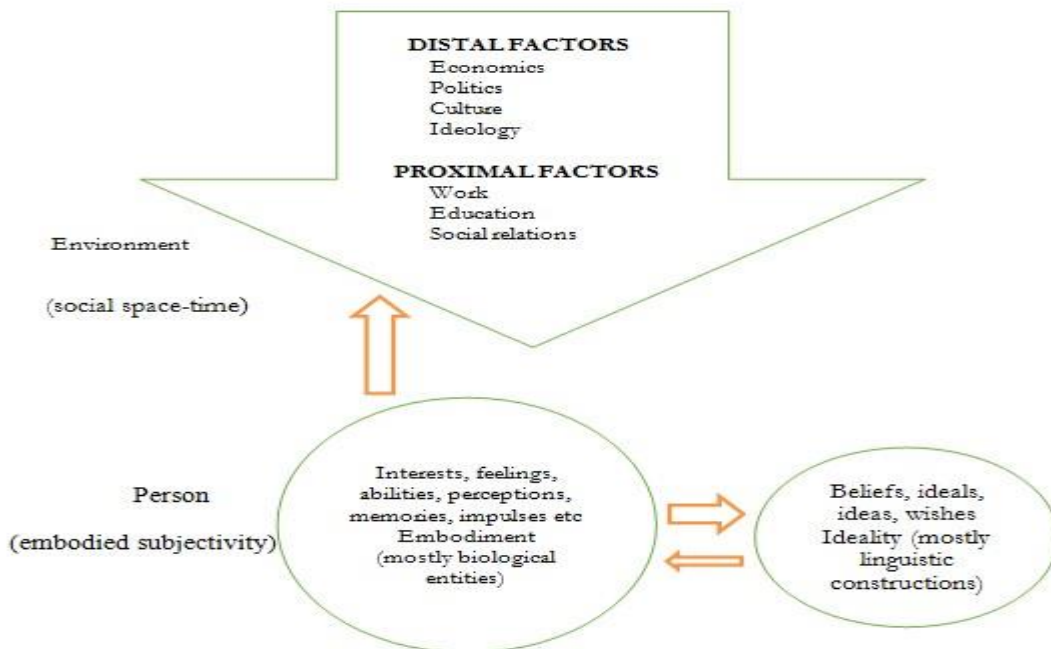 DISTAL FACTORS
Economics
Politics
Culture
Ideology
PROXIMAL FACTORS
Work
Education
Social relations
Environment
(social space-time)
Person
(embodied subjectivity)
Interests, feelings,
abilities, perceptions,
memories, impulses etc
Embodiment
(mostly biological
entities)
Beliefs, ideals,
ideas, wishes
Ideality (mostly
linguistic
constructions)